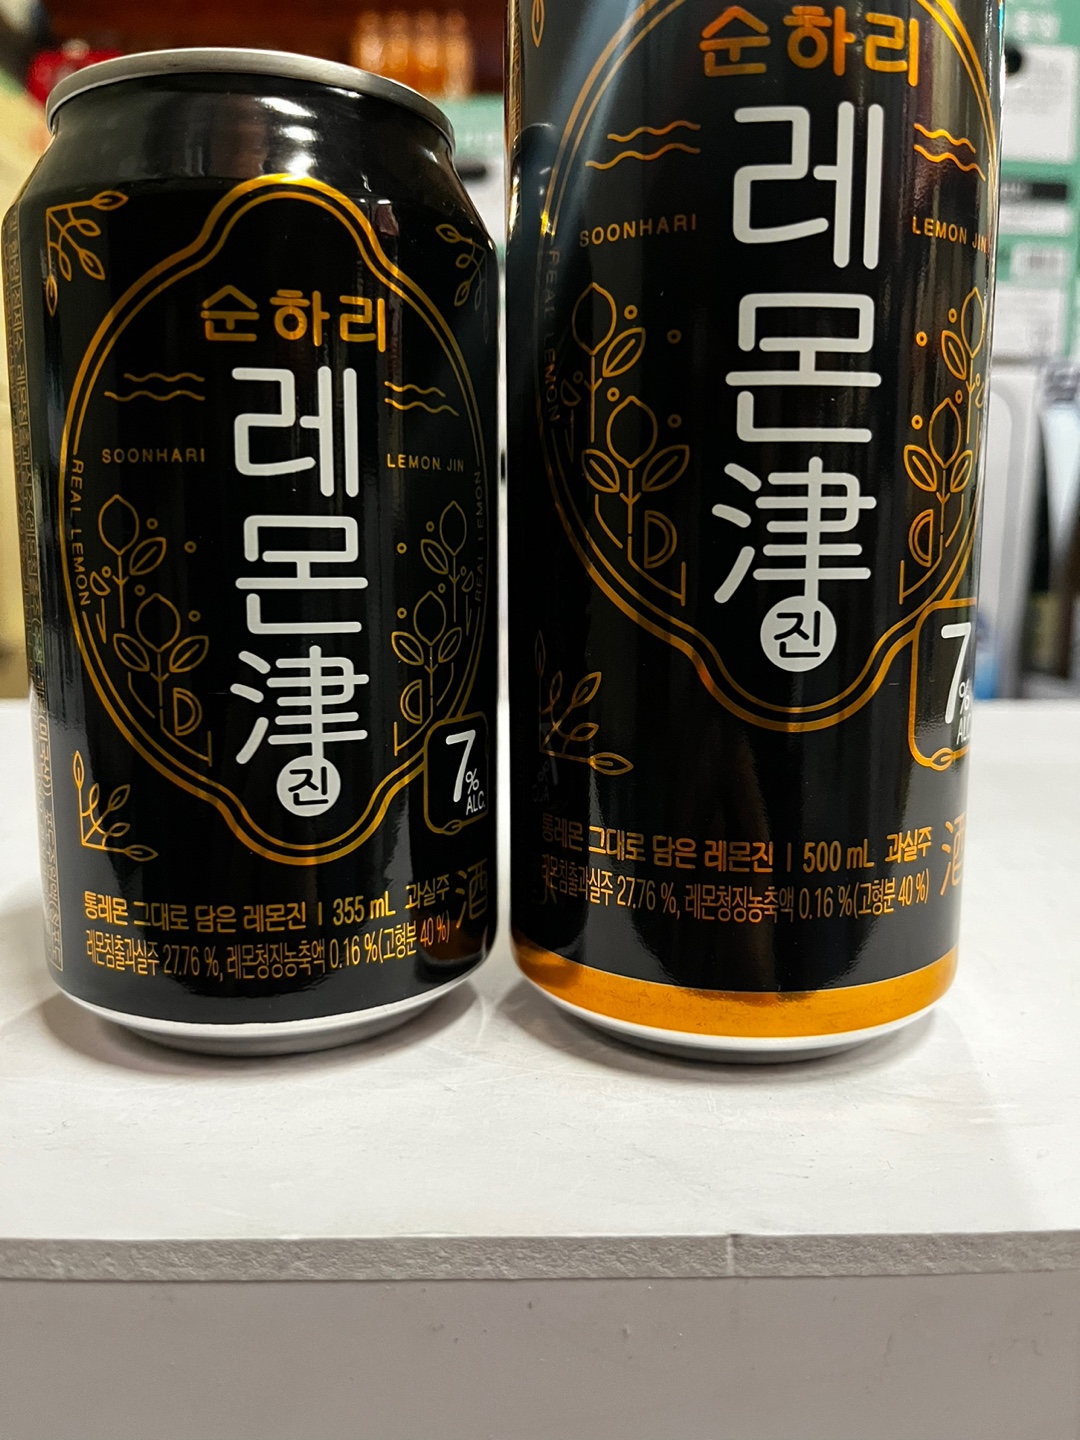 순하리
레
몬
津
진
SOONHARI
LEMON JIN
REAL LEMON
REAL LEMON
7%
ALC.
통레몬 그대로 담은 레몬진 | 355 mL 과실주
레몬침출과실주 27.76 %, 레몬청징농축액 0.16 %(고형분 40 %)
酒
순하리
레
몬
津
진
SOONHARI
LEMON JIN
REAL LEMON
7%
ALC
통레몬 그대로 담은 레몬진 | 500 mL 과실주
레몬침출과실주 27.76 %, 레몬청징농축액 0.16 %(고형분 40 %)
酒